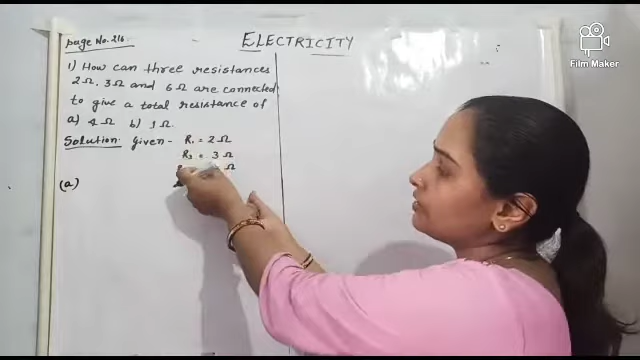 Page No. 216
ELECTRICITY
1) How can three resistances
2Ω, 3Ω and 6Ω are connected
to give a total resistance of
a) 4Ω b) 1Ω.
Solution. Given - R₁ = 2Ω
R₂ = 3Ω
Ω
(a)
Film Maker